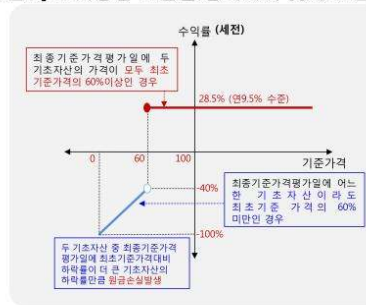 수익률 (세전)
최종기준가격평가일에 두
기초자산의 가격이 모두 최초
기준가격의 60%이상인 경우
28.5% (연9.5% 수준)
0 60 100
기준가격
-40%
최종기준가격평가일에 어느
한 기초자산이라도
최초기준 가격의 60%
미만인 경우
-100%
두 기초자산 중 최종기준가격
평가일에 최초기준가격대비
하락률이 더 큰 기초자산의
하락률만큼 원금손실발생